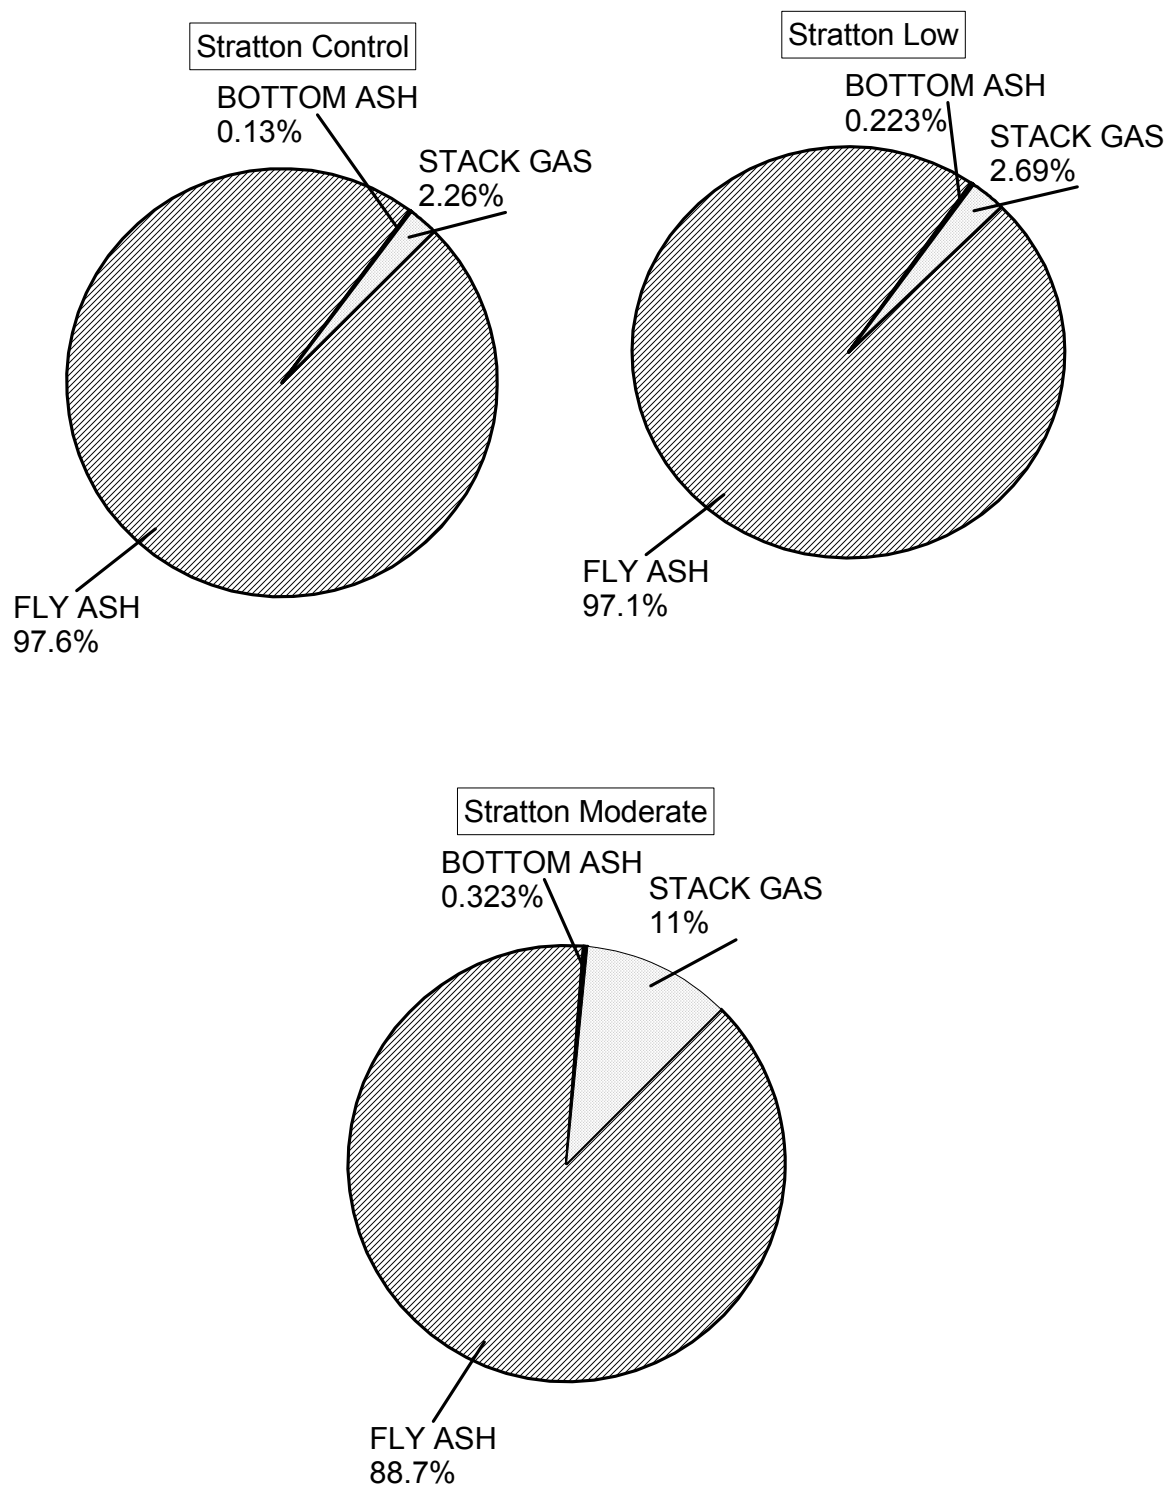 Stratton Control
BOTTOM ASH
0.13%
STACK GAS
2.26%
FLY ASH
97.6%
Stratton Low
BOTTOM ASH
0.223%
STACK GAS
2.69%
FLY ASH
97.1%
Stratton Moderate
BOTTOM ASH
0.323%
STACK GAS
11%
FLY ASH
88.7%